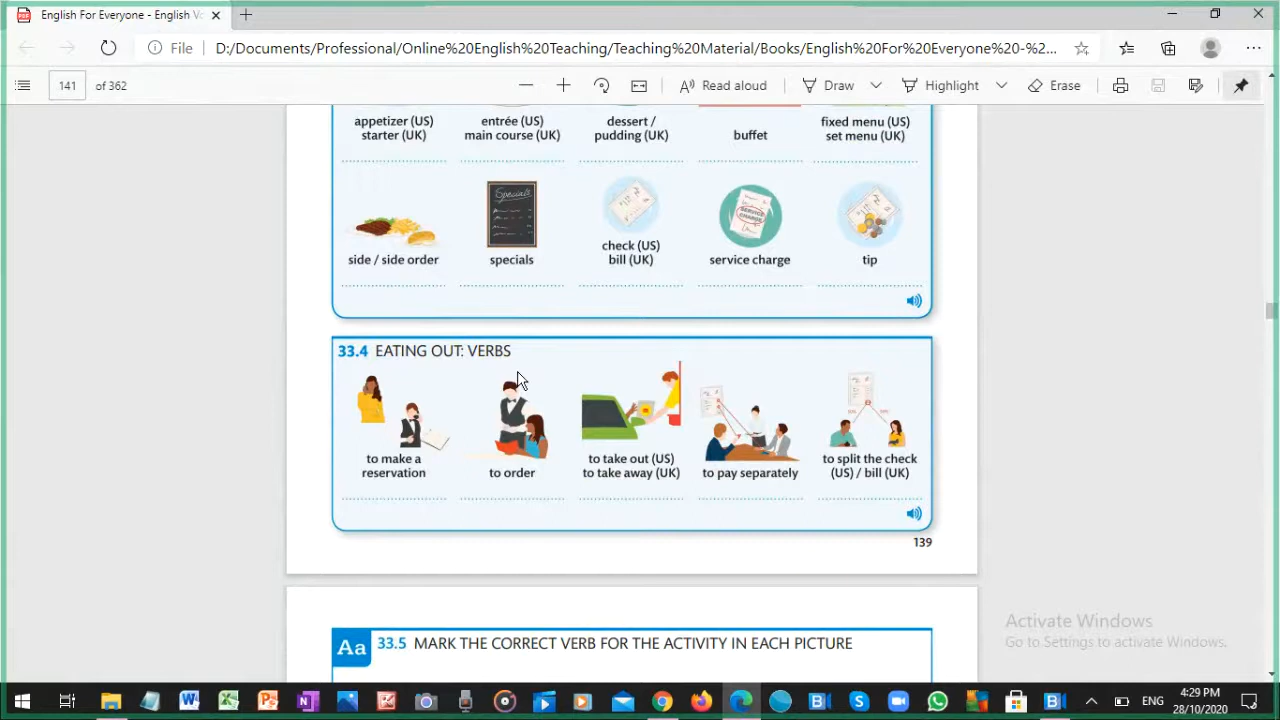 English For Everyone - English Vo
File
D:/Documents/Professional/Online%20English%20Teaching/Teaching%20Material/Books/English%20For%20Everyone%20-%2...
141 of 362
Read aloud
Draw
Highlight
Erase
appetizer (US)
starter (UK)
entrée (US)
main course (UK)
dessert /
pudding (UK)
buffet
fixed menu (US)
set menu (UK)
Specials
SERVICE
CHARGE
side / side order
specials
check (US)
bill (UK)
service charge
tip
33.4 EATING OUT: VERBS
to make a
reservation
to order
to take out (US)
to take away (UK)
to pay separately
to split the check
(US) / bill (UK)
139
Aa 33.5 MARK THE CORRECT VERB FOR THE ACTIVITY IN EACH PICTURE
Activate Windows
Go to Settings to activate Windows.
ENG
4:29 PM
28/10/2020